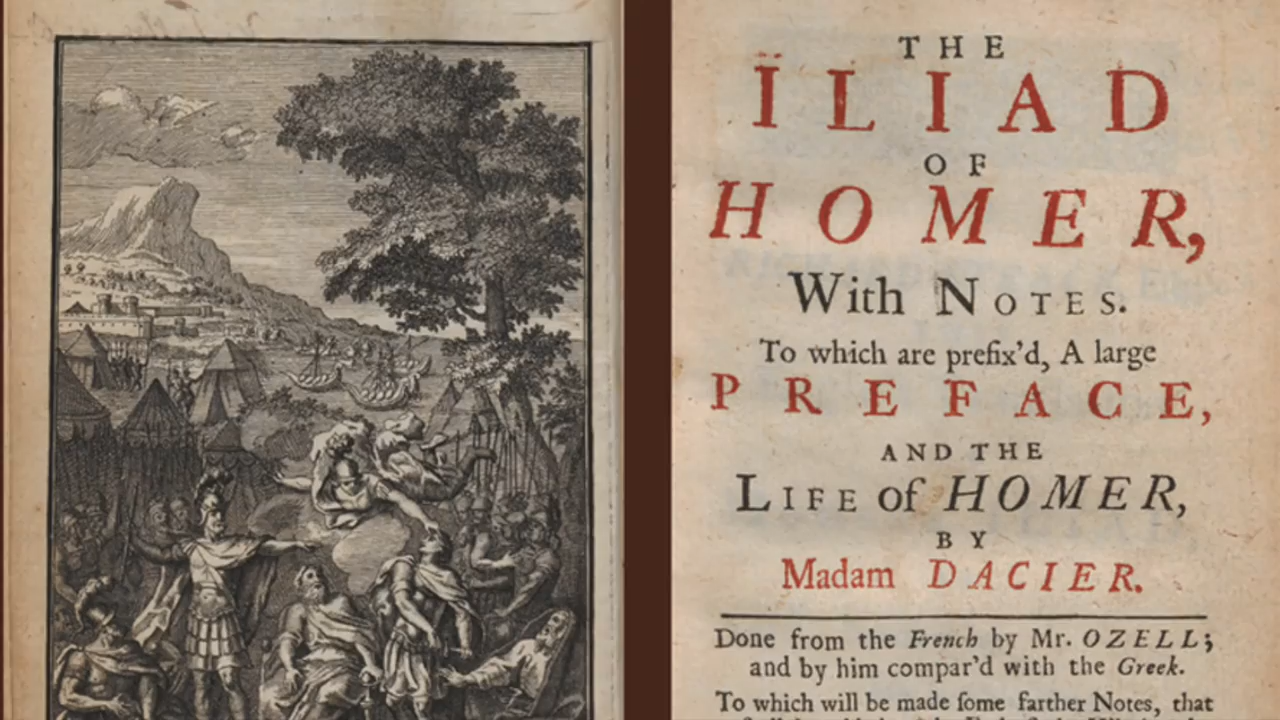 THE
ÏLIAD
OF
HOMER,
With NOTES.
To which are prefix'd, A large
PREFACE,
AND THE
LIFE of HOMER,
BY
Madam DACIER.
Done from the French by Mr. OZELL;
and by him compar'd with the Greek.
To which will be made ſome farther Notes, that